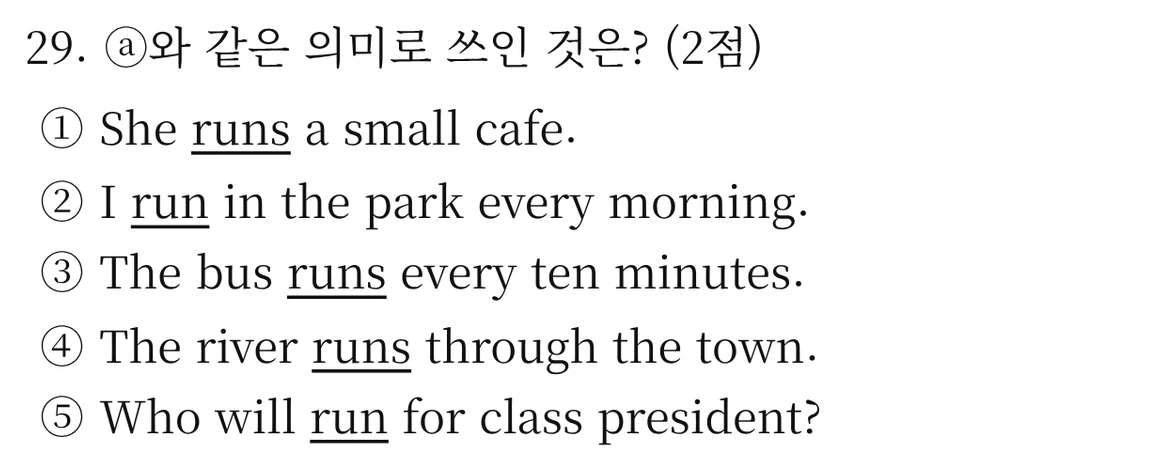 29. ⓐ와 같은 의미로 쓰인 것은? (2점)
① She runs a small cafe.
② I run in the park every morning.
③ The bus runs every ten minutes.
④ The river runs through the town.
⑤ Who will run for class president?